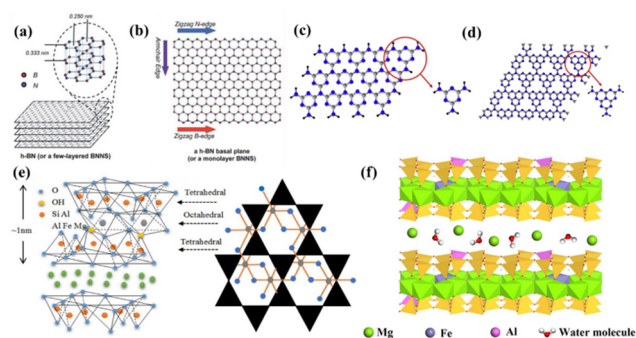 (a)
0.250 nm
0.333 nm
B
N
h-BN (or a few-layered BNNS)
(b)
Zigzag N-edge
Armchair Edge
Zigzag B-edge
a h-BN basal plane
(or a monolayer BNNS)
(c)
(d)
(e)
~1nm
O
OH
Si Al
Al Fe Mg
Tetrahedral
Octahedral
Tetrahedral
(f)
Mg
Fe
Al
Water molecule